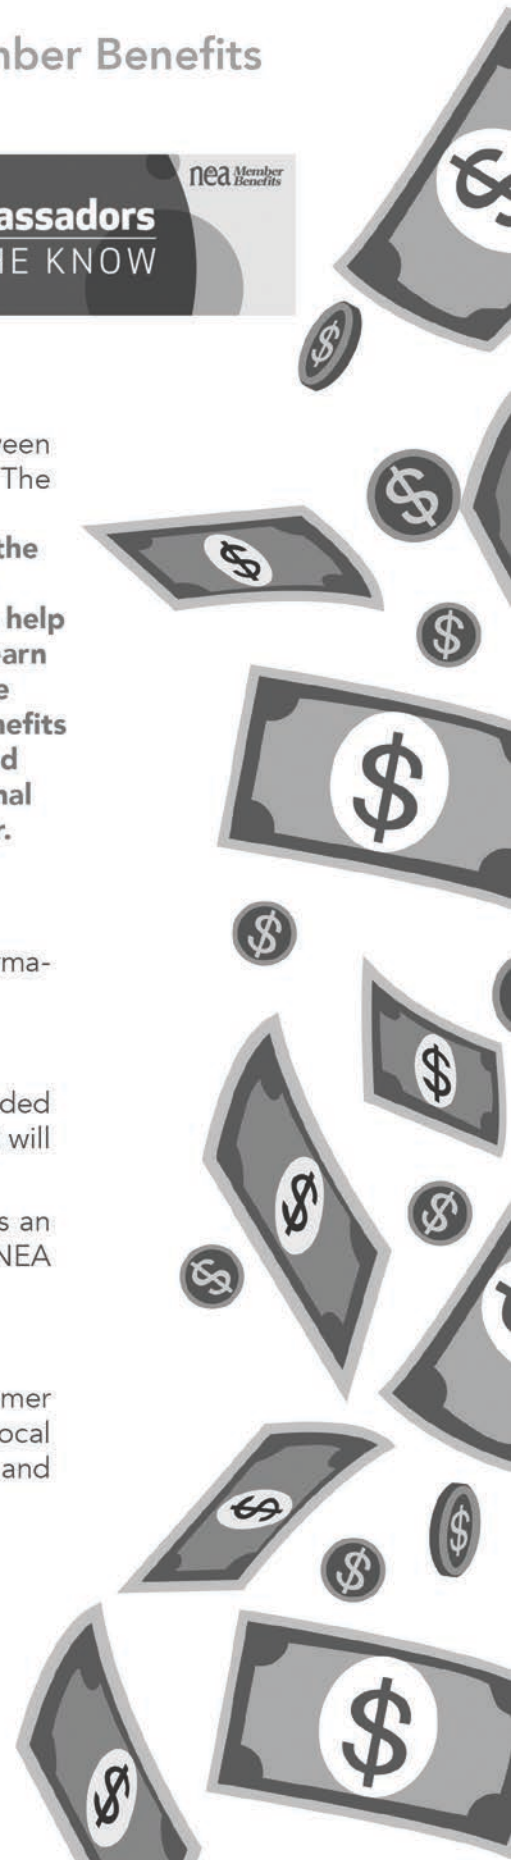 mber Benefits
nea Member
Benefits
assadors
HE KNOW
veen
The
the
help
arn
e
nefits
d
nal
r.
rma-
ded
will
s an
NEA
mer
ocal
and